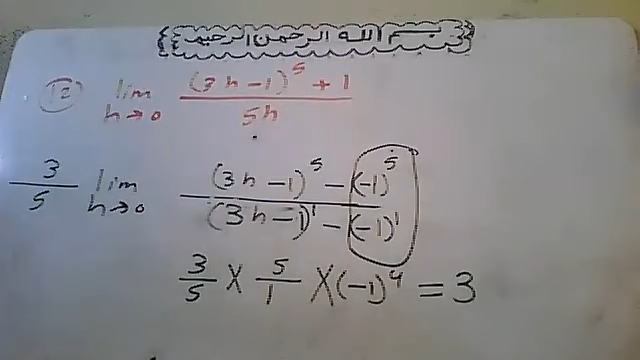 بسم الله الرحمن الرحيم
(12) lim h→0 ((3h-1)^5 + 1)/(5h)
3/5 lim h→0 ((3h-1)^5 - (-1)^5)/((3h-1)^1 - (-1)^1)
3/5 × 5/1 × (-1)^4 = 3